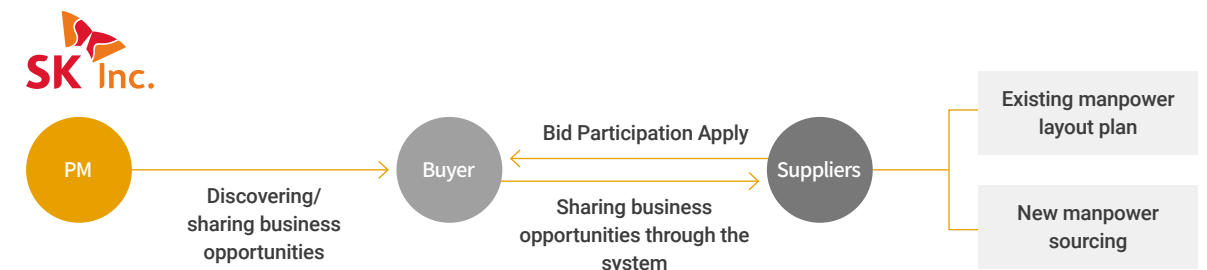 SK Inc.
PM
Discovering/
sharing business
opportunities
Buyer
Bid Participation Apply
Sharing business
opportunities through the
system
Suppliers
Existing manpower
layout plan
New manpower
sourcing